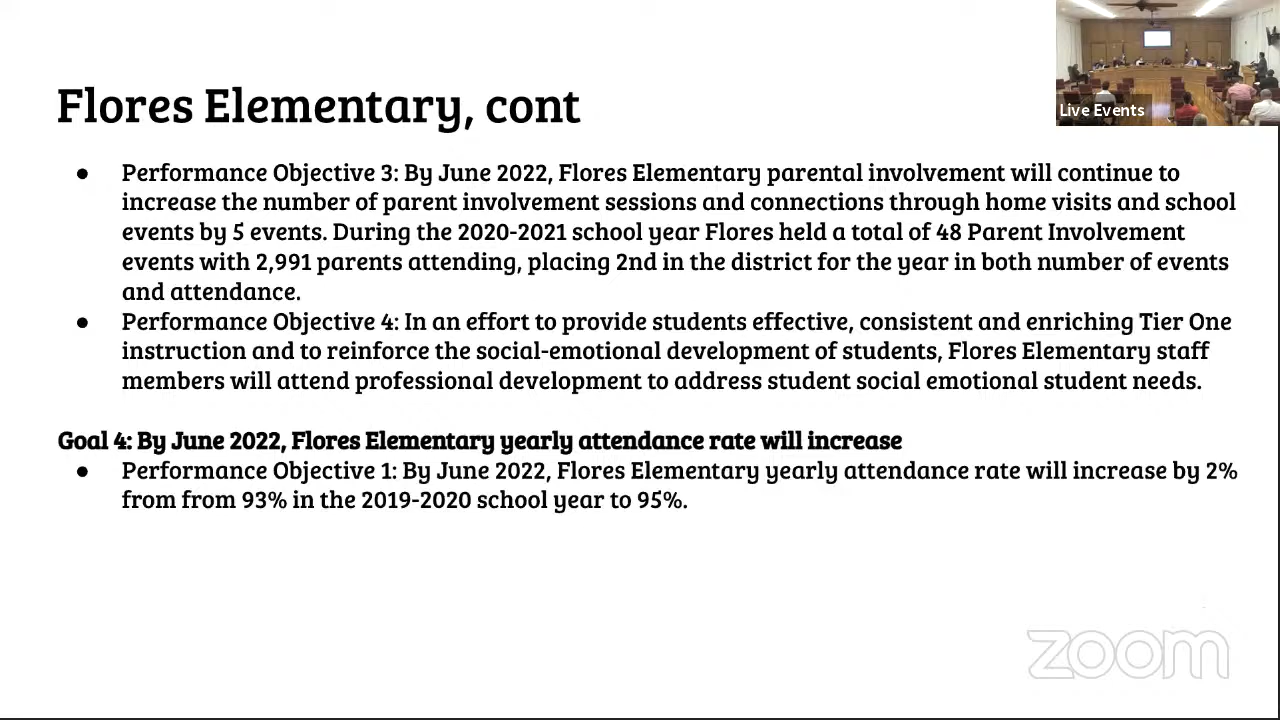 Flores Elementary, cont
Live Events
● Performance Objective 3: By June 2022, Flores Elementary parental involvement will continue to
increase the number of parent involvement sessions and connections through home visits and school
events by 5 events. During the 2020-2021 school year Flores held a total of 48 Parent Involvement
events with 2,991 parents attending, placing 2nd in the district for the year in both number of events
and attendance.
● Performance Objective 4: In an effort to provide students effective, consistent and enriching Tier One
instruction and to reinforce the social-emotional development of students, Flores Elementary staff
members will attend professional development to address student social emotional student needs.
Goal 4: By June 2022, Flores Elementary yearly attendance rate will increase
● Performance Objective 1: By June 2022, Flores Elementary yearly attendance rate will increase by 2%
from from 93% in the 2019-2020 school year to 95%.
zoom